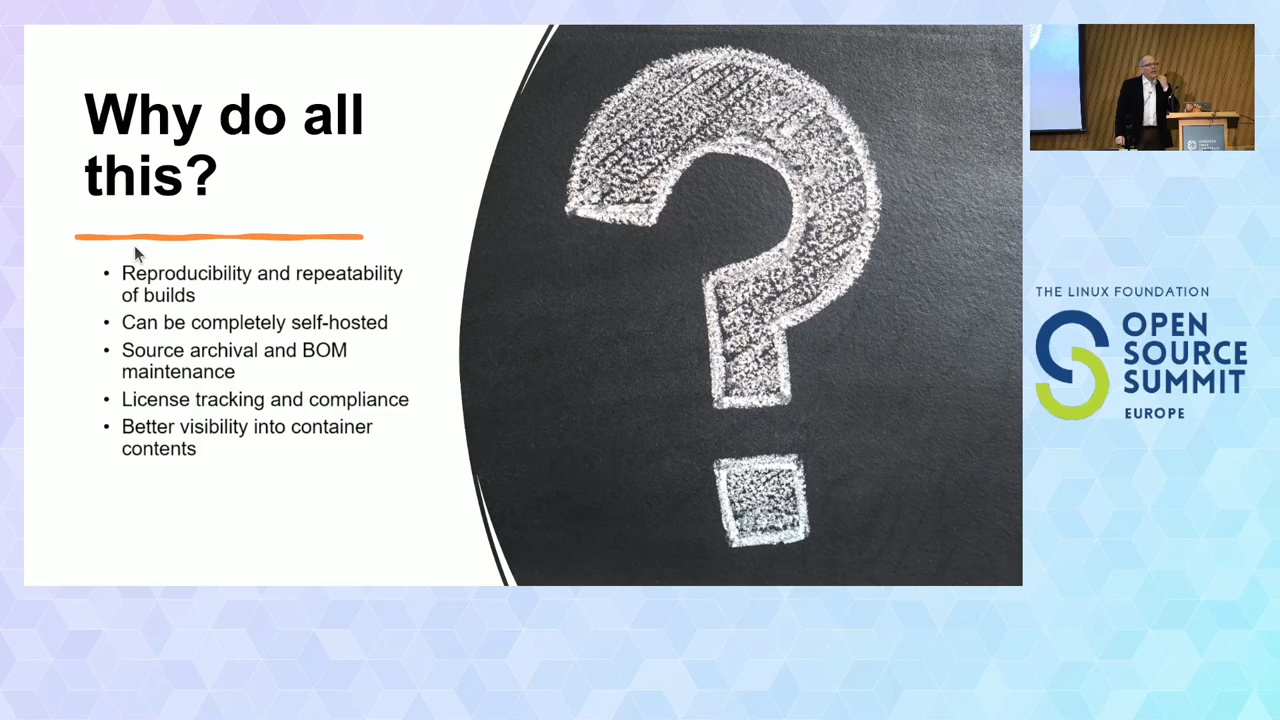 Why do all
this?
• Reproducibility and repeatability
of builds
• Can be completely self-hosted
• Source archival and BOM
maintenance
• License tracking and compliance
• Better visibility into container
contents
THE LINUX FOUNDATION
OPEN
SOURCE
SUMMIT
EUROPE